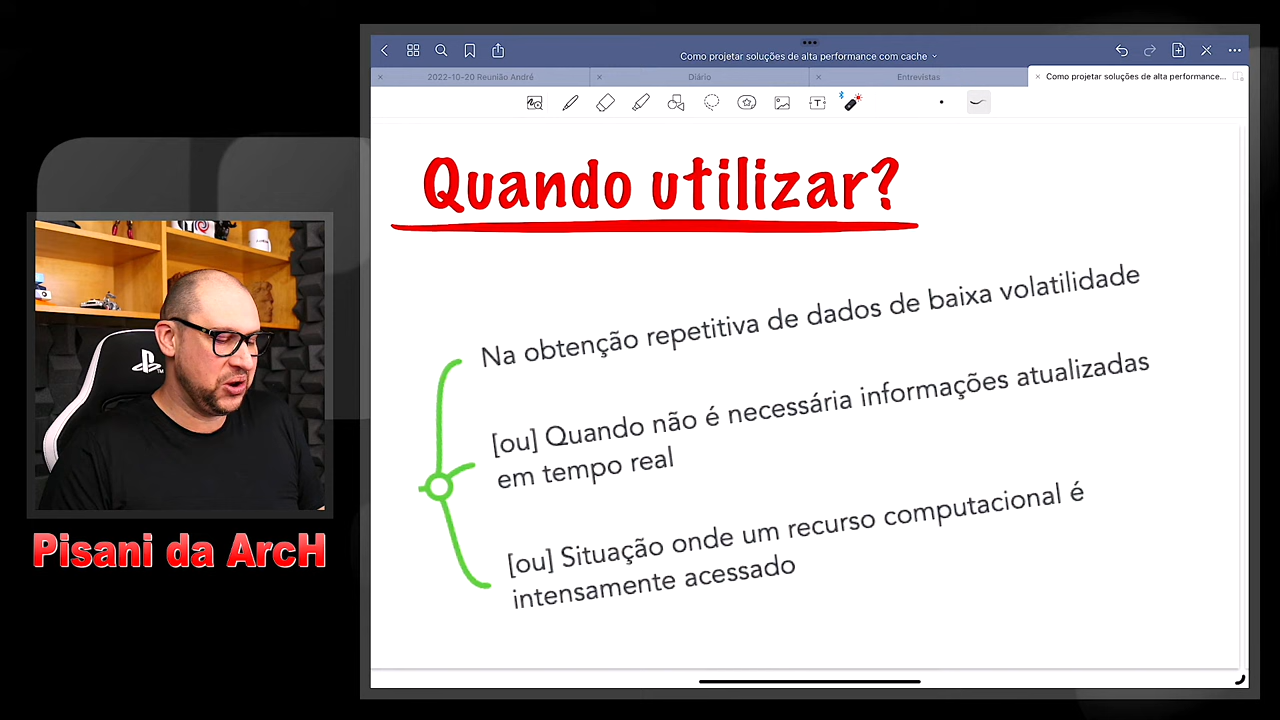 Como projetar soluções de alta performance com cache
2022-10-20 Reunião André
Diário
Entrevistas
Como projetar soluções de alta performance...
Quando utilizar?
Na obtenção repetitiva de dados de baixa volatilidade
[ou] Quando não é necessária informações atualizadas
em tempo real
[ou] Situação onde um recurso computacional é
intensamente acessado
Pisani da ArcH